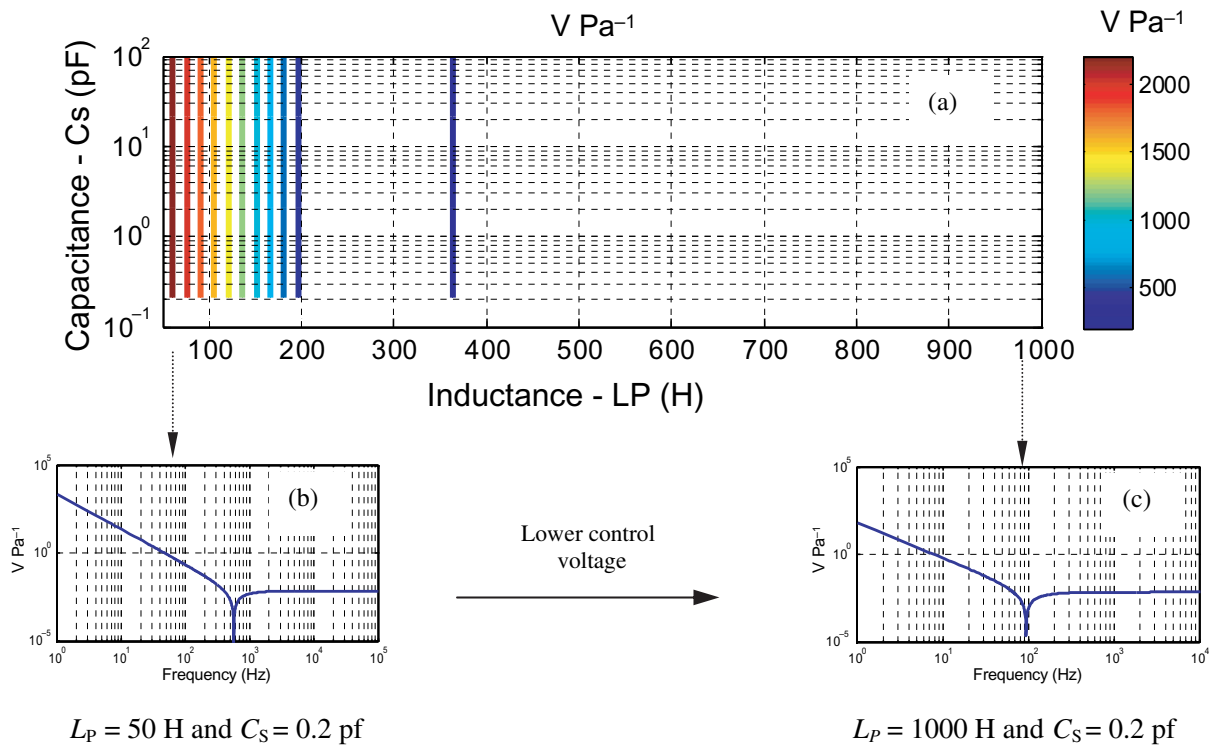 V Pa⁻¹
V Pa⁻¹
Capacitance - Cs (pF)
10²
10¹
10⁰
10⁻¹
(a)
2000
1500
1000
500
100 200 300 400 500 600 700 800 900 1000
Inductance - LP (H)
V Pa⁻¹
10⁵
10⁰
10⁻⁵
(b)
10⁰ 10¹ 10² 10³ 10⁴ 10⁵
Frequency (Hz)
Lower control
voltage
V Pa⁻¹
10⁵
10⁰
10⁻⁵
(c)
10⁰ 10¹ 10² 10³ 10⁴
Frequency (Hz)
L_P = 50 H and C_S = 0.2 pf
L_P = 1000 H and C_S = 0.2 pf